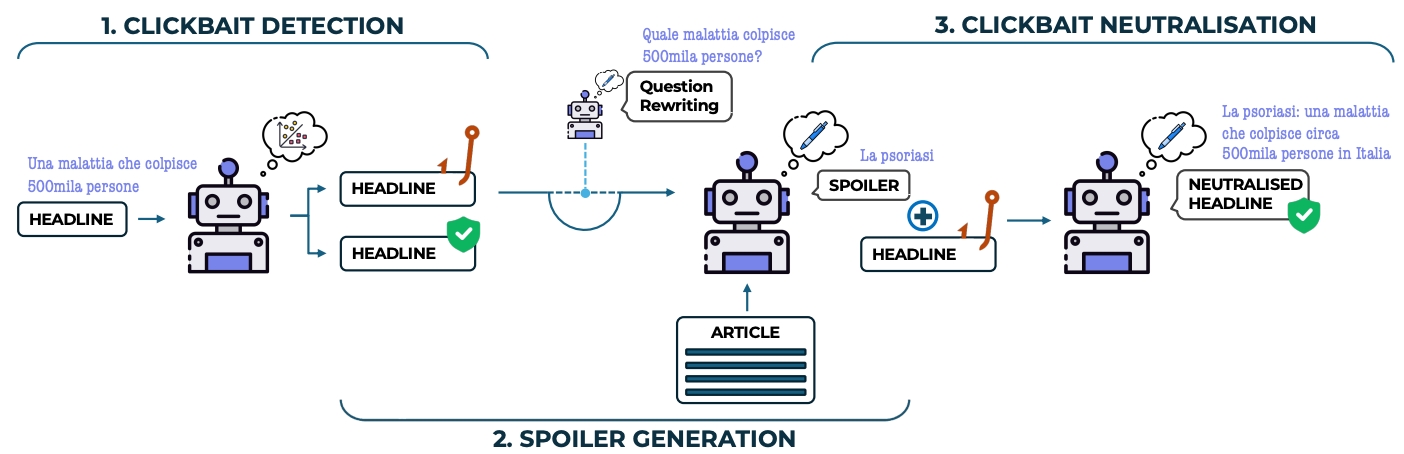 1. CLICKBAIT DETECTION
Una malattia che colpisce
500mila persone
HEADLINE
HEADLINE
HEADLINE
Quale malattia colpisce
500mila persone?
Question
Rewriting
ARTICLE
2. SPOILER GENERATION
3. CLICKBAIT NEUTRALISATION
La psoriasi
SPOILER
HEADLINE
La psoriasi: una malattia
che colpisce circa
500mila persone in Italia
NEUTRALISED
HEADLINE